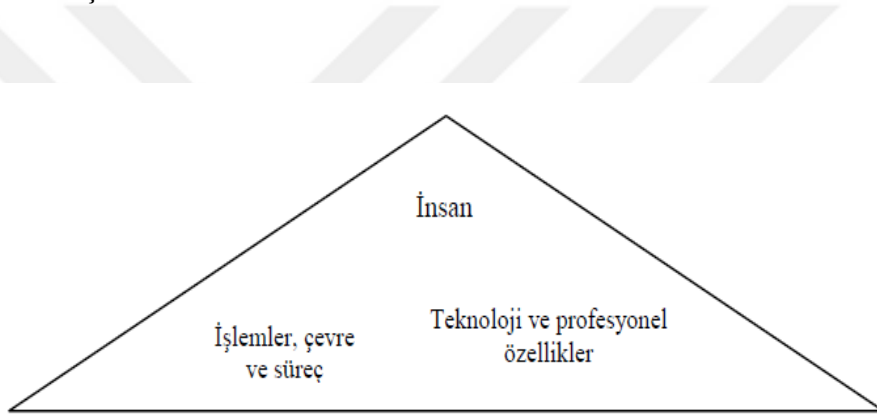 İnsan
İşlemler, çevre
ve süreç
Teknoloji ve profesyonel
özellikler